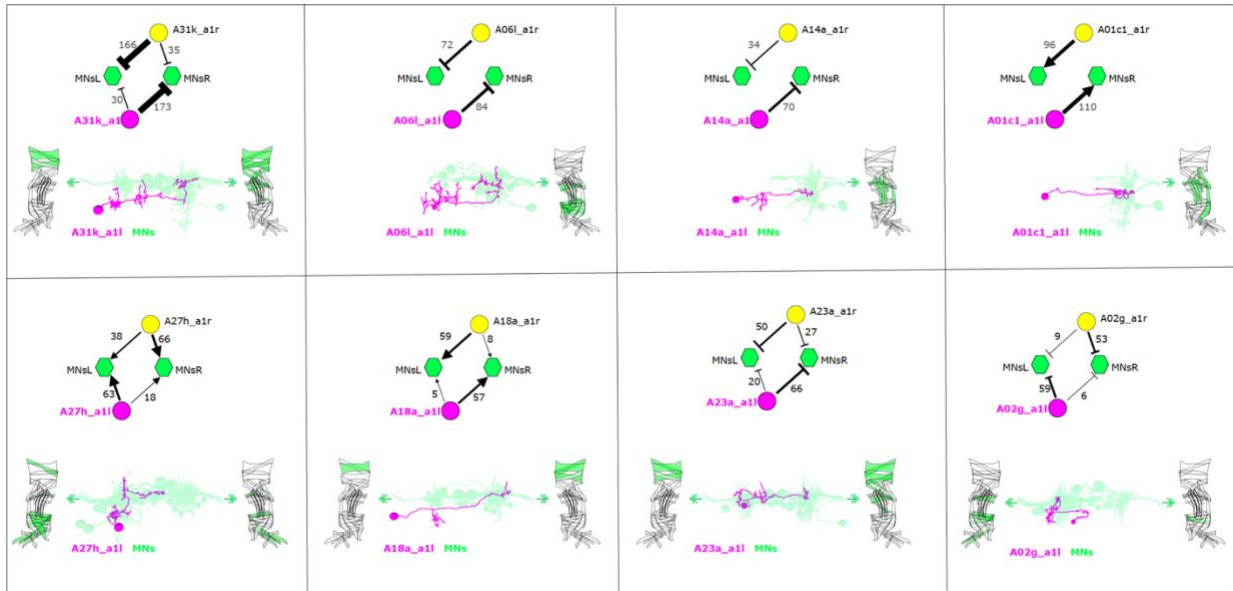 A31k_a1r
166
35
MNsL
MNsR
30
173
A31k_a1
A31k_a1l MNs
A06l_a1r
72
MNsL
MNsR
84
A06l_a1l
A06l_a1l MNs
A14a_a1r
34
MNsL
MNsR
70
A14a_a1
A14a_a1l MNs
A01c1_a1r
96
MNsL
MNsR
110
A01c1_a1l
A01c1_a1l MNs
A27h_a1r
38
66
MNsL
MNsR
63
18
A27h_a1l
A27h_a1l MNs
A18a_a1r
59
8
MNsL
MNsR
5
57
A18a_a1l
A18a_a1l MNs
A23a_a1r
50
27
MNsL
MNsR
20
66
A23a_a1l
A23a_a1l MNs
A02g_a1r
9
53
MNsL
MNsR
59
6
A02g_a1l
A02g_a1l MNs